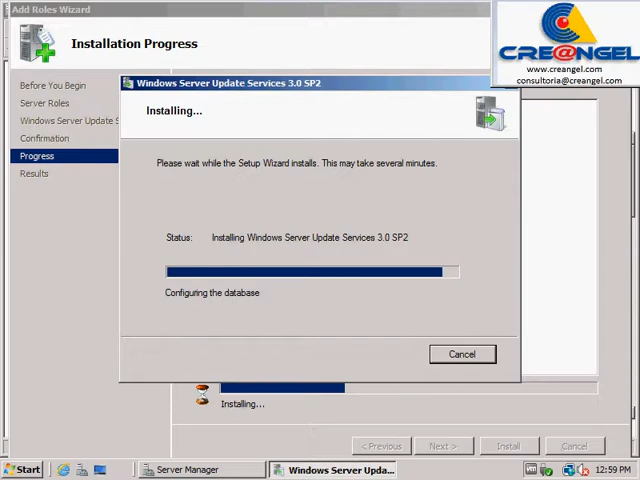 Add Roles Wizard
Installation Progress
CRE@NGEL
www.creangel.com
consultoria@creangel.com
Before You Begin
Server Roles
Windows Server Update S
Confirmation
Progress
Results
Windows Server Update Services 3.0 SP2
Installing...
Please wait while the Setup Wizard installs. This may take several minutes.
Status: Installing Windows Server Update Services 3.0 SP2
Configuring the database
Cancel
Installing...
< Previous Next > Install Cancel
Start Server Manager Windows Server Upda... 12:59 PM